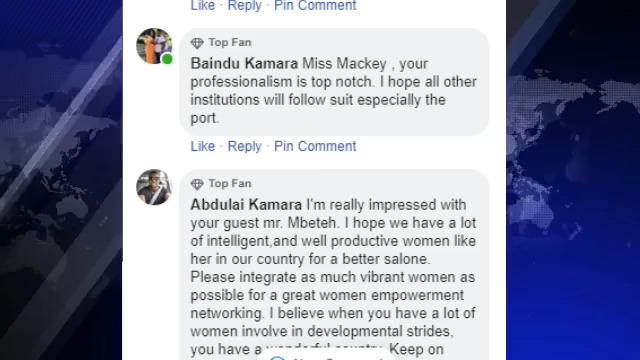 Like · Reply · Pin Comment
Top Fan
Baindu Kamara Miss Mackey , your
professionalism is top notch. I hope all other
institutions will follow suit especially the
port.
Like · Reply · Pin Comment
Top Fan
Abdulai Kamara I'm really impressed with
your guest mr. Mbeteh. I hope we have a lot
of intelligent,and well productive women like
her in our country for a better salone.
Please integrate as much vibrant women as
possible for a great women empowerment
networking. I believe when you have a lot of
women involve in developmental strides,
you have a wonderful country. Keep on